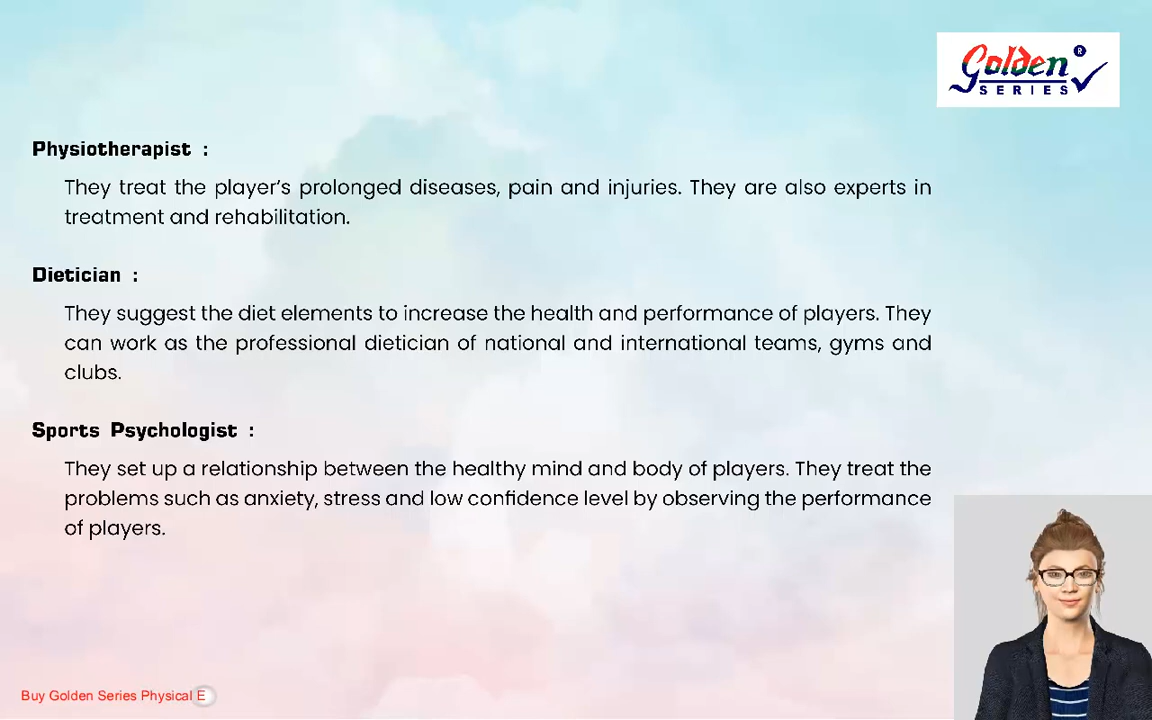 Golden ®
SERIES
Physiotherapist :
They treat the player’s prolonged diseases, pain and injuries. They are also experts in
treatment and rehabilitation.
Dietician :
They suggest the diet elements to increase the health and performance of players. They
can work as the professional dietician of national and international teams, gyms and
clubs.
Sports Psychologist :
They set up a relationship between the healthy mind and body of players. They treat the
problems such as anxiety, stress and low confidence level by observing the performance
of players.
Buy Golden Series Physical E